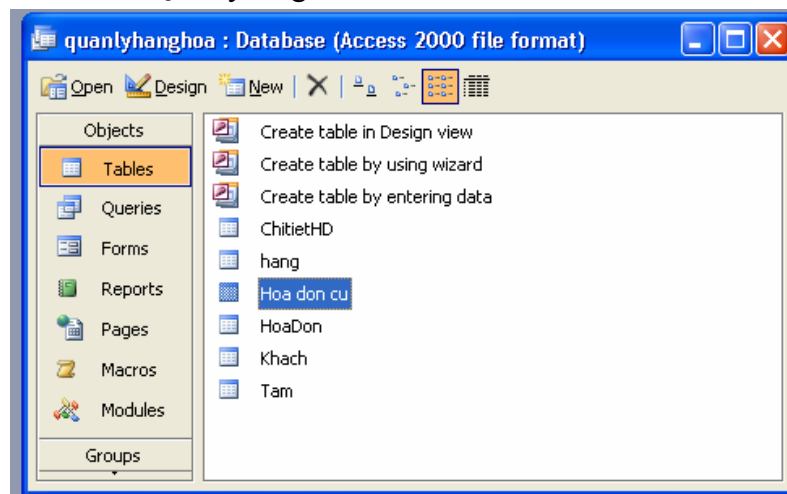 quanlyhanghoa : Database (Access 2000 file format)
Open Design New
Objects
Tables
Queries
Forms
Reports
Pages
Macros
Modules
Groups
Create table in Design view
Create table by using wizard
Create table by entering data
ChitietHD
hang
Hoa don cu
HoaDon
Khach
Tam